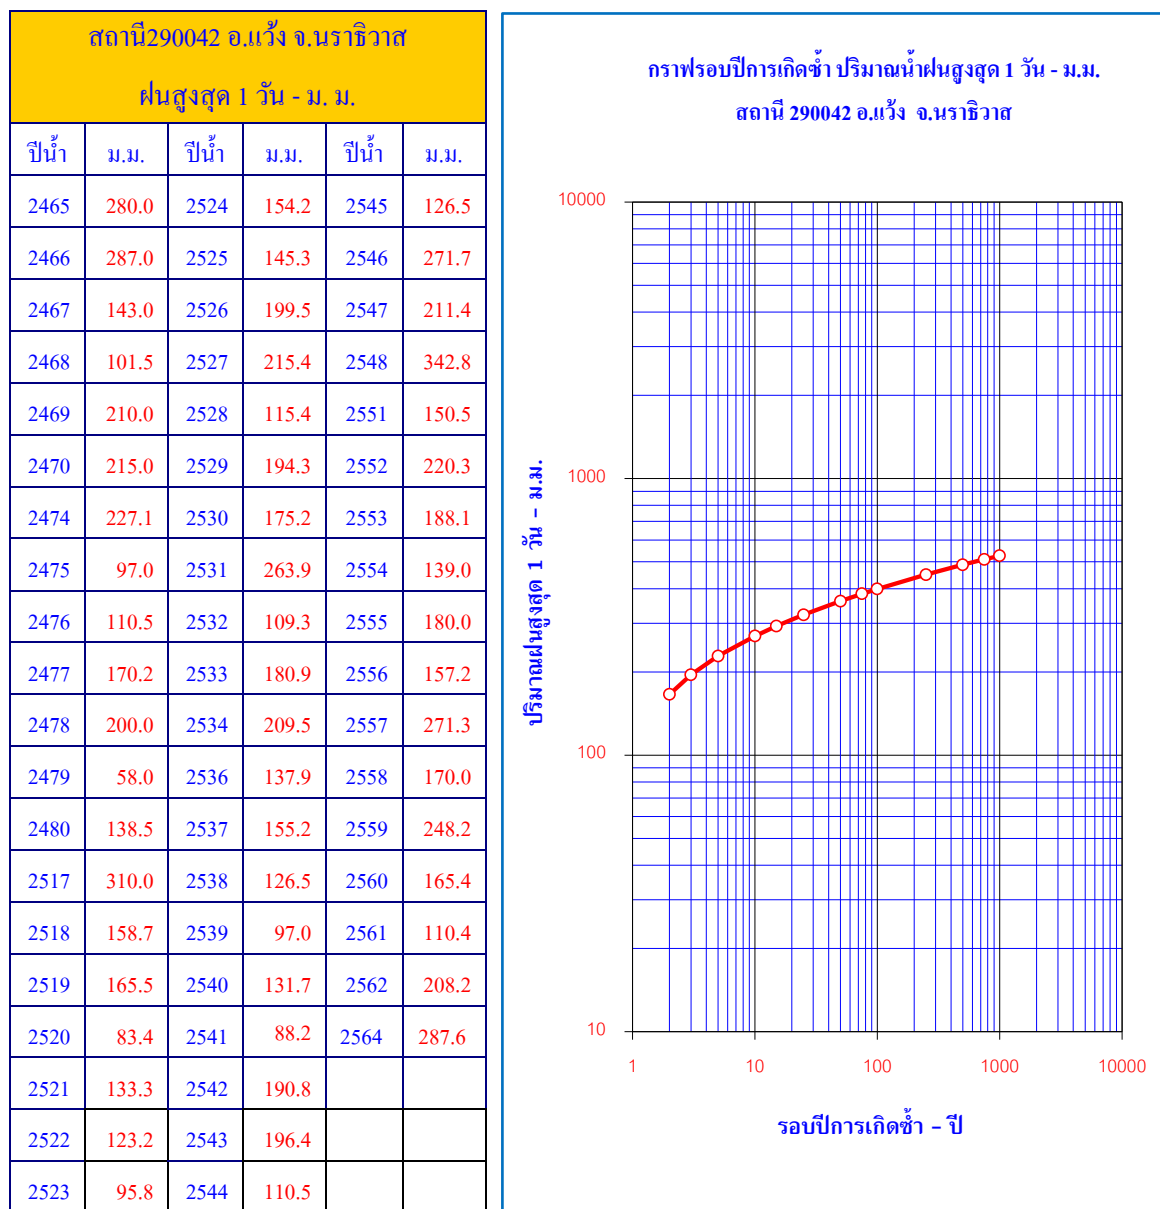 สถานี290042 อ.แว้ง จ.นราธิวาส
ฝนสูงสุด 1 วัน - ม. ม.
ปีน้ำ ม.ม. ปีน้ำ ม.ม. ปีน้ำ ม.ม.
2465 280.0 2524 154.2 2545 126.5
2466 287.0 2525 145.3 2546 271.7
2467 143.0 2526 199.5 2547 211.4
2468 101.5 2527 215.4 2548 342.8
2469 210.0 2528 115.4 2551 150.5
2470 215.0 2529 194.3 2552 220.3
2474 227.1 2530 175.2 2553 188.1
2475 97.0 2531 263.9 2554 139.0
2476 110.5 2532 109.3 2555 180.0
2477 170.2 2533 180.9 2556 157.2
2478 200.0 2534 209.5 2557 271.3
2479 58.0 2536 137.9 2558 170.0
2480 138.5 2537 155.2 2559 248.2
2517 310.0 2538 126.5 2560 165.4
2518 158.7 2539 97.0 2561 110.4
2519 165.5 2540 131.7 2562 208.2
2520 83.4 2541 88.2 2564 287.6
2521 133.3 2542 190.8
2522 123.2 2543 196.4
2523 95.8 2544 110.5
กราฟรอบปีการเกิดซ้ำ ปริมาณน้ำฝนสูงสุด 1 วัน - ม.ม.
สถานี 290042 อ.แว้ง จ.นราธิวาส
ปริมาณฝนสูงสุด 1 วัน - ม.ม.
10000
1000
100
10
1 10 100 1000 10000
รอบปีการเกิดซ้ำ - ปี